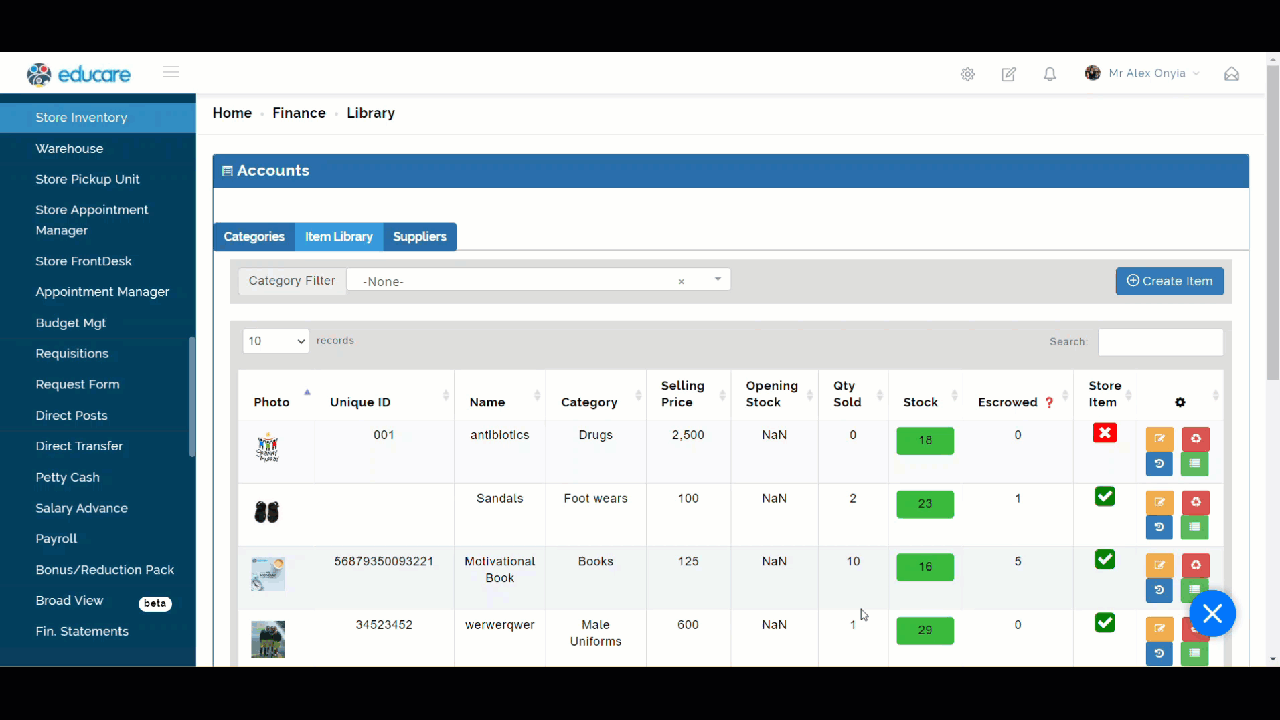 educare
Mr Alex Onyia
Store Inventory
Warehouse
Store Pickup Unit
Store Appointment
Manager
Store FrontDesk
Appointment Manager
Budget Mgt
Requisitions
Request Form
Direct Posts
Direct Transfer
Petty Cash
Salary Advance
Payroll
Bonus/Reduction Pack
Broad View beta
Fin. Statements
Home Finance Library
Accounts
Categories Item Library Suppliers
Category Filter -None- × Create Item
10 records Search:
Photo Unique ID Name Category Selling Price Opening Stock Qty Sold Stock Escrowed ? Store Item
001 antibiotics Drugs 2,500 NaN 0 18 0
Sandals Foot wears 100 NaN 2 23 1
56879350093221 Motivational Book Books 125 NaN 10 16 5
34523452 werwerqwer Male Uniforms 600 NaN 1 29 0